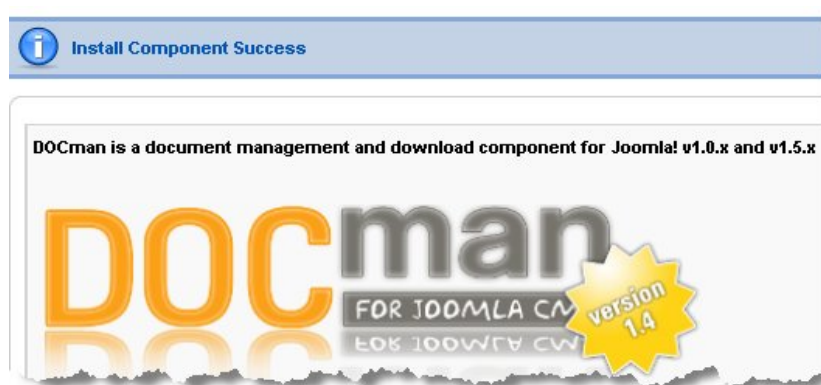 Install Component Success
DOCman is a document management and download component for Joomla! v1.0.x and v1.5.x
DOCman
FOR JOOMLA
version
1.4